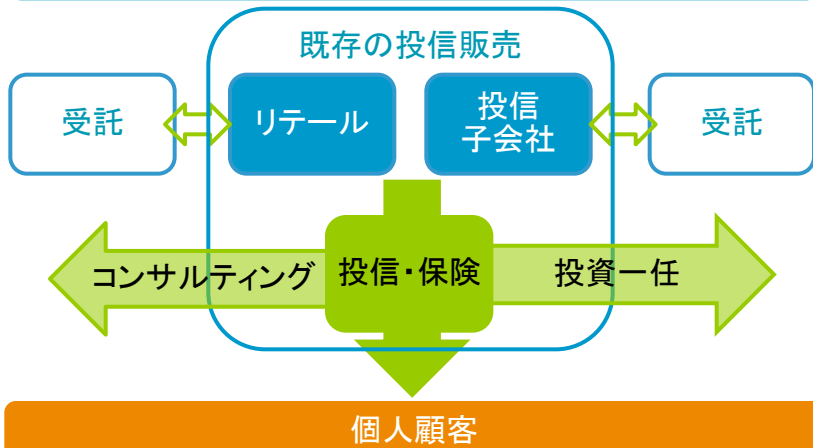 既存の投信販売
受託
リテール
投信
子会社
受託
コンサルティング
投信・保険
投資一任
個人顧客